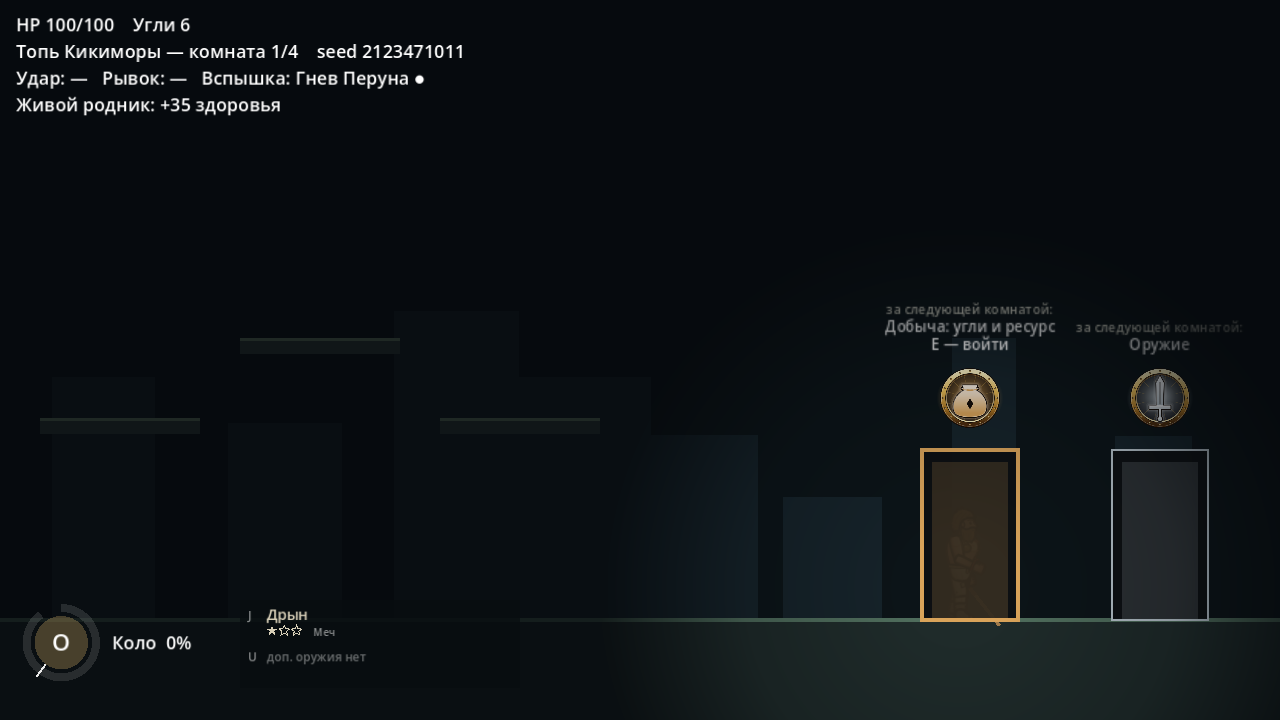 HP 100/100 Угли 6
Топь Кикиморы — комната 1/4 seed 2123471011
Удар: — Рывок: — Вспышка: Гнев Перуна ●
Живой родник: +35 здоровья
за следующей комнатой:
Добыча: угли и ресурс
E — войти
за следующей комнатой:
Оружие
O
Коло 0%
J Дрын
★☆☆ Меч
U доп. оружия нет